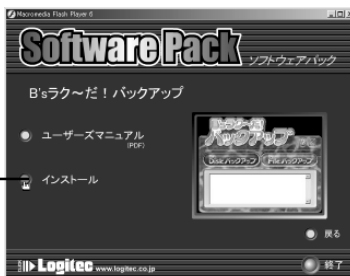 Macromedia Flash Player 6
Software Pack
ソフトウェアパック
B'sラク～だ！バックアップ
ユーザーズマニュアル
(PDF)
インストール
B'sラク～だ！
バックアップ
Diskバックアップ
Fileバックアップ
戻る
Logitec www.logitec.co.jp
終了